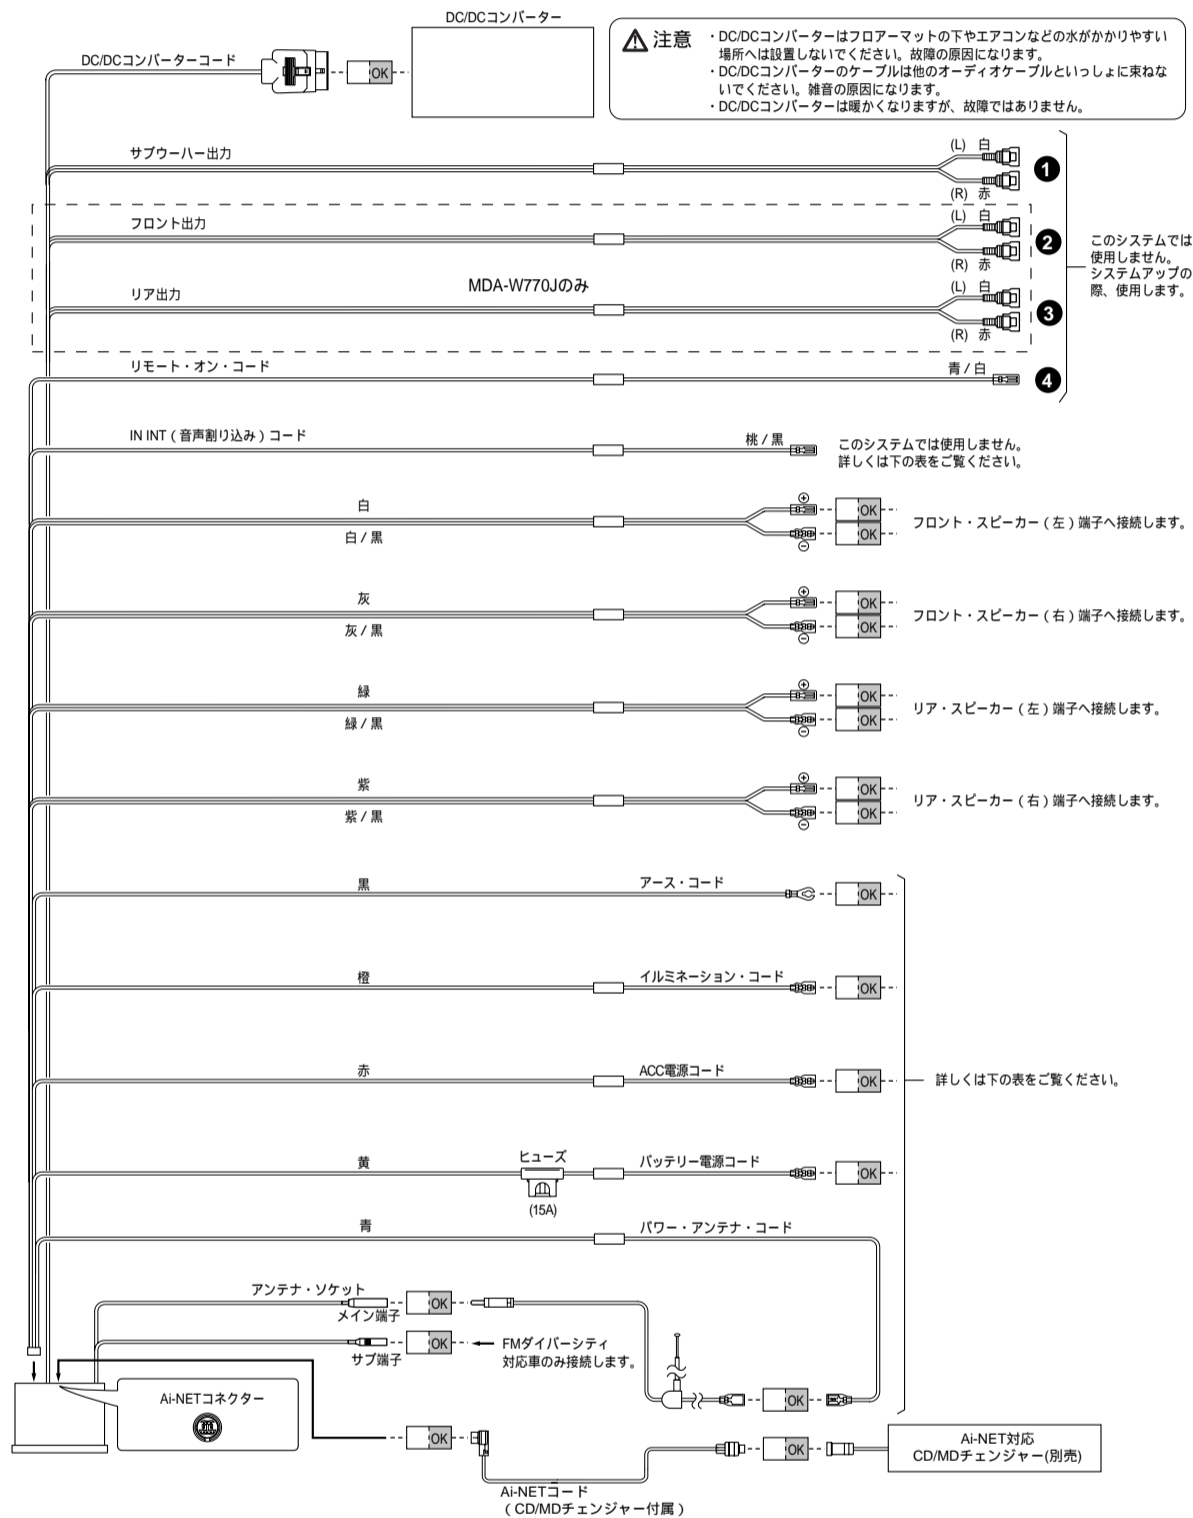 DC/DCコンバーター
DC/DCコンバーターコード
OK
注意
・DC/DCコンバーターはフロアーマットの下やエアコンなどの水がかかりやすい
場所へは設置しないでください。故障の原因になります。
・DC/DCコンバーターのケーブルは他のオーディオケーブルといっしょに束ねな
いでください。雑音の原因になります。
・DC/DCコンバーターは暖かくなりますが、故障ではありません。
サブウーハー出力
(L) 白
(R) 赤
1
フロント出力
(L) 白
(R) 赤
2
リア出力
MDA-W770Jのみ
(L) 白
(R) 赤
3
このシステムでは
使用しません。
システムアップの
際、使用します。
リモート・オン・コード
青 / 白
4
IN INT ( 音声割り込み ) コード
桃 / 黒
このシステムでは使用しません。
詳しくは下の表をご覧ください。
白
白 / 黒
⊕
⊖
OK
OK
フロント・スピーカー ( 左 ) 端子へ接続します。
灰
灰 / 黒
⊕
⊖
OK
OK
フロント・スピーカー ( 右 ) 端子へ接続します。
緑
緑 / 黒
⊕
⊖
OK
OK
リア・スピーカー ( 左 ) 端子へ接続します。
紫
紫 / 黒
⊕
⊖
OK
OK
リア・スピーカー ( 右 ) 端子へ接続します。
黒
アース・コード
OK
橙
イルミネーション・コード
OK
赤
ACC電源コード
OK
詳しくは下の表をご覧ください。
黄
ヒューズ
(15A)
バッテリー電源コード
OK
青
パワー・アンテナ・コード
アンテナ・ソケット
メイン端子
OK
サブ端子
OK
FMダイバーシティ
対応車のみ接続します。
OK
Ai-NETコネクター
OK
Ai-NETコード
( CD/MDチェンジャー付属 )
OK
Ai-NET対応
CD/MDチェンジャー(別売)